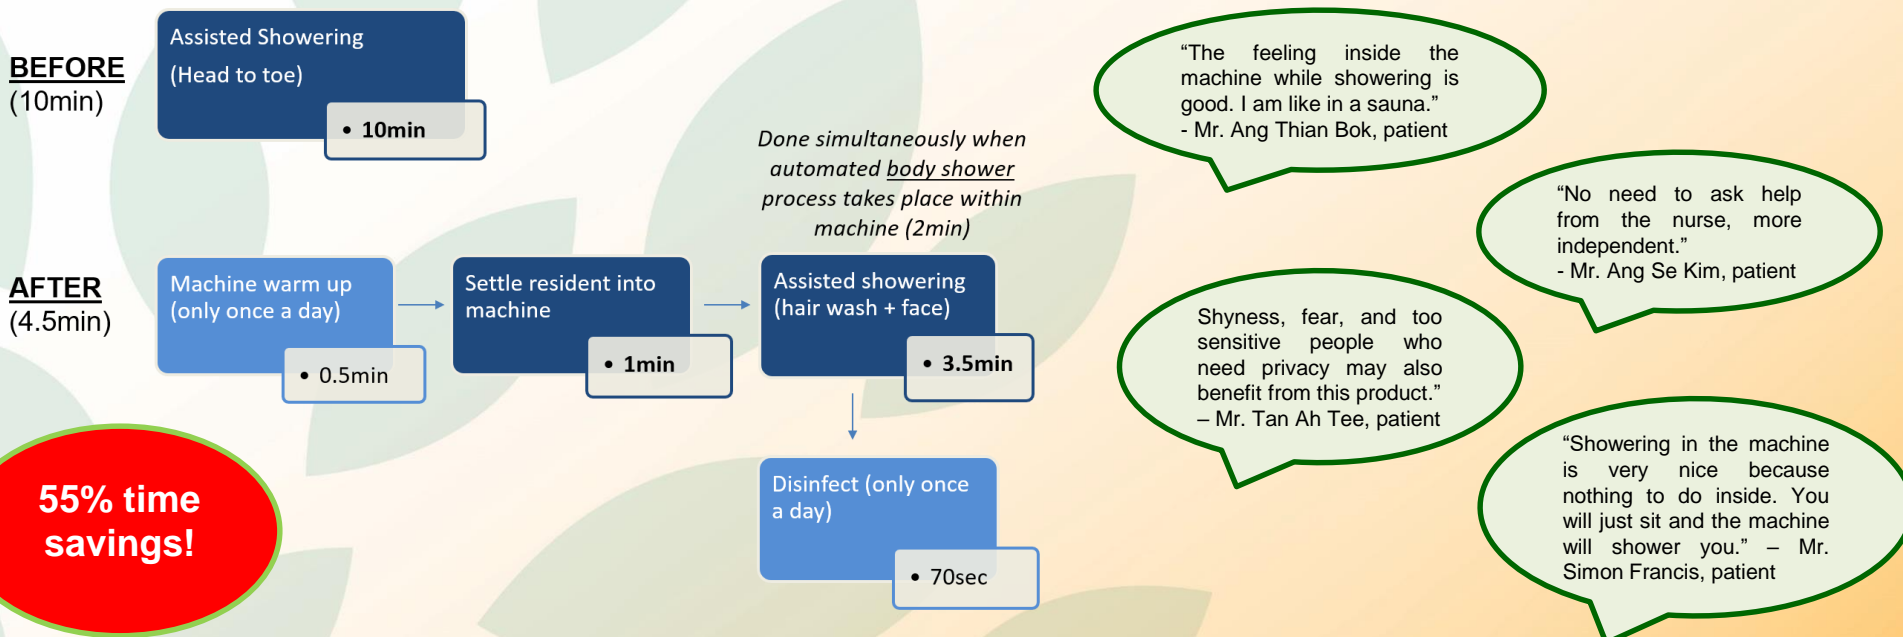 BEFORE
(10min)
Assisted Showering
(Head to toe)
• 10min
AFTER
(4.5min)
Machine warm up
(only once a day)
• 0.5min
Settle resident into
machine
• 1min
Done simultaneously when
automated body shower
process takes place within
machine (2min)
Assisted showering
(hair wash + face)
• 3.5min
Disinfect (only once
a day)
• 70sec
55% time
savings!
“The feeling inside the
machine while showering is
good. I am like in a sauna.”
- Mr. Ang Thian Bok, patient
“No need to ask help
from the nurse, more
independent.”
- Mr. Ang Se Kim, patient
Shyness, fear, and too
sensitive people who
need privacy may also
benefit from this product.”
– Mr. Tan Ah Tee, patient
“Showering in the machine
is very nice because
nothing to do inside. You
will just sit and the machine
will shower you.” – Mr.
Simon Francis, patient